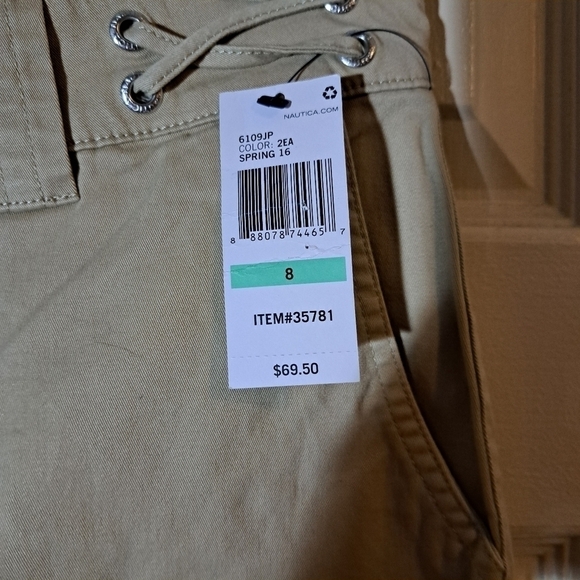 NAUTICA.COM
6109JP
COLOR: 2EA
SPRING 16
8 88078 74465 7
8
ITEM#35781
$69.50